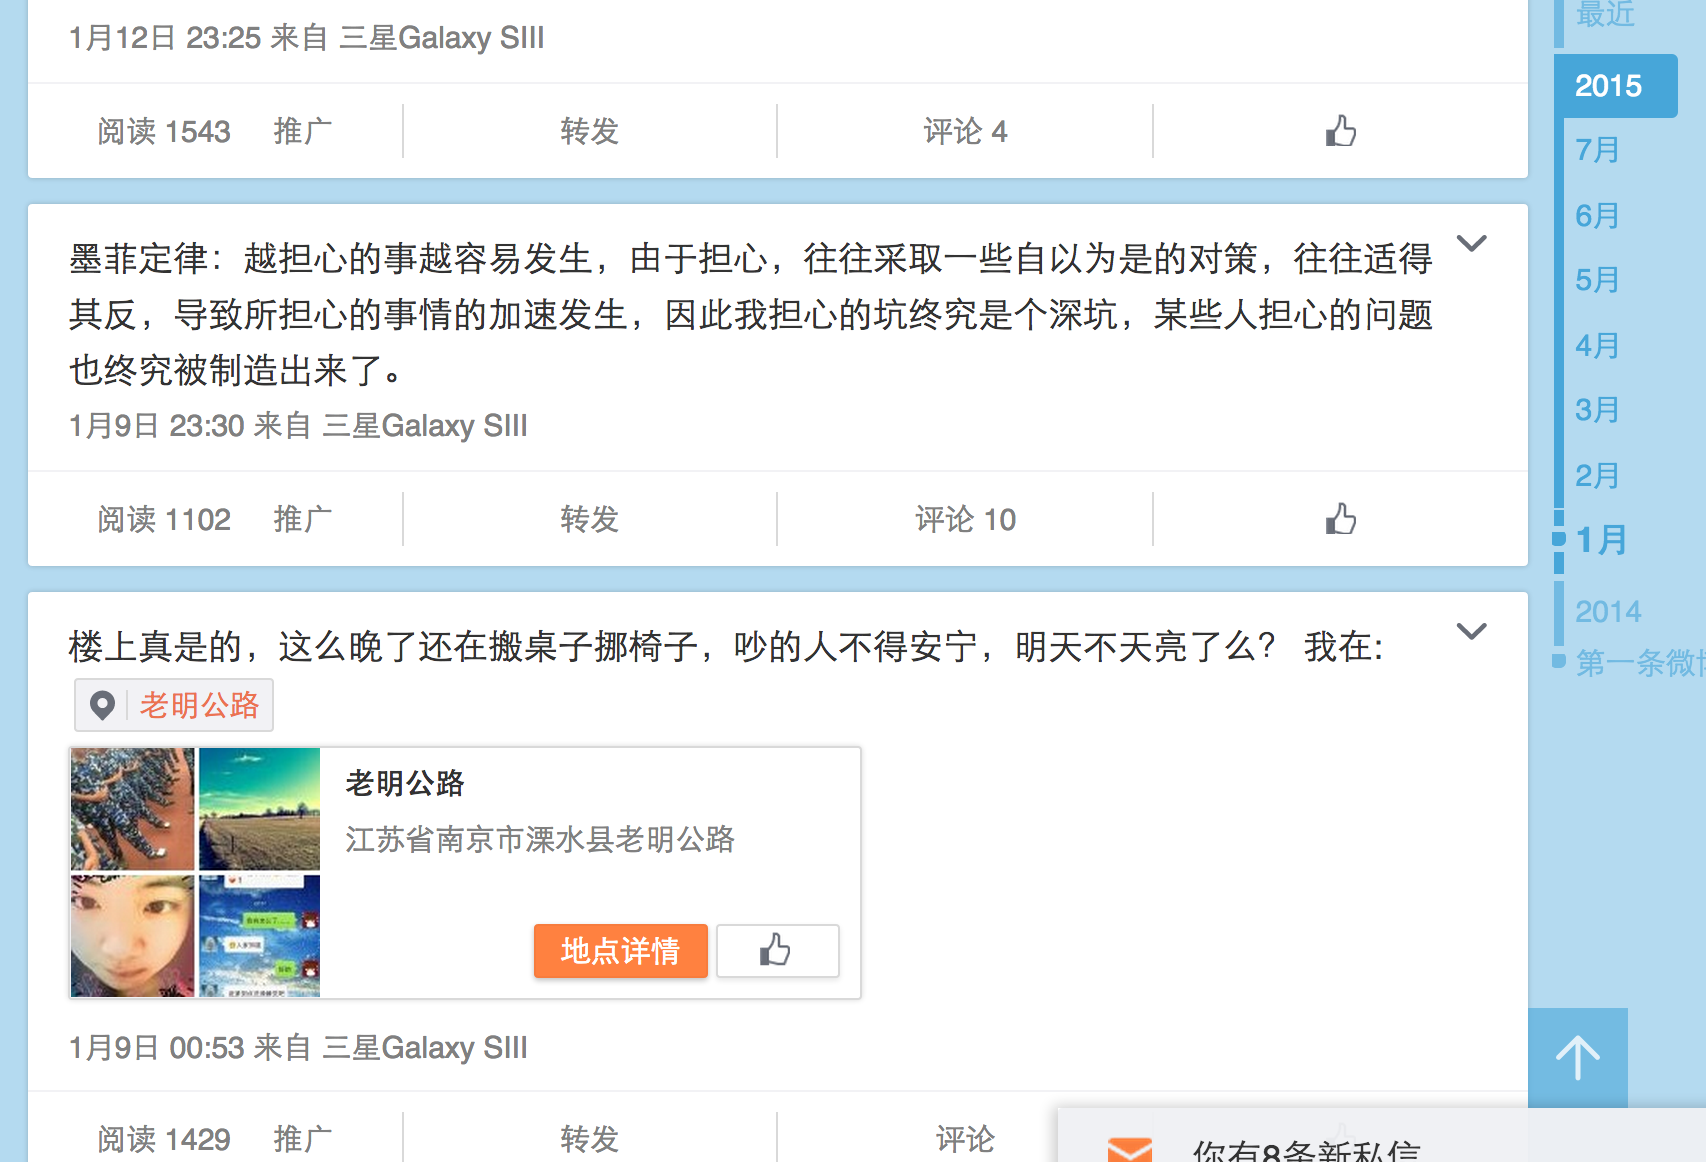 1月12日 23:25 来自 三星Galaxy SIII
阅读 1543 推广 转发 评论 4
墨菲定律：越担心的事越容易发生，由于担心，往往采取一些自以为是的对策，往往适得
其反，导致所担心的事情的加速发生，因此我担心的坑终究是个深坑，某些人担心的问题
也终究被制造出来了。
1月9日 23:30 来自 三星Galaxy SIII
阅读 1102 推广 转发 评论 10
楼上真是的，这么晚了还在搬桌子挪椅子，吵的人不得安宁，明天不天亮了么？ 我在:
老明公路
老明公路
江苏省南京市溧水县老明公路
地点详情
1月9日 00:53 来自 三星Galaxy SIII
阅读 1429 推广 转发 评论
最近
2015
7月
6月
5月
4月
3月
2月
1月
2014
第一条微博
你有8条新私信